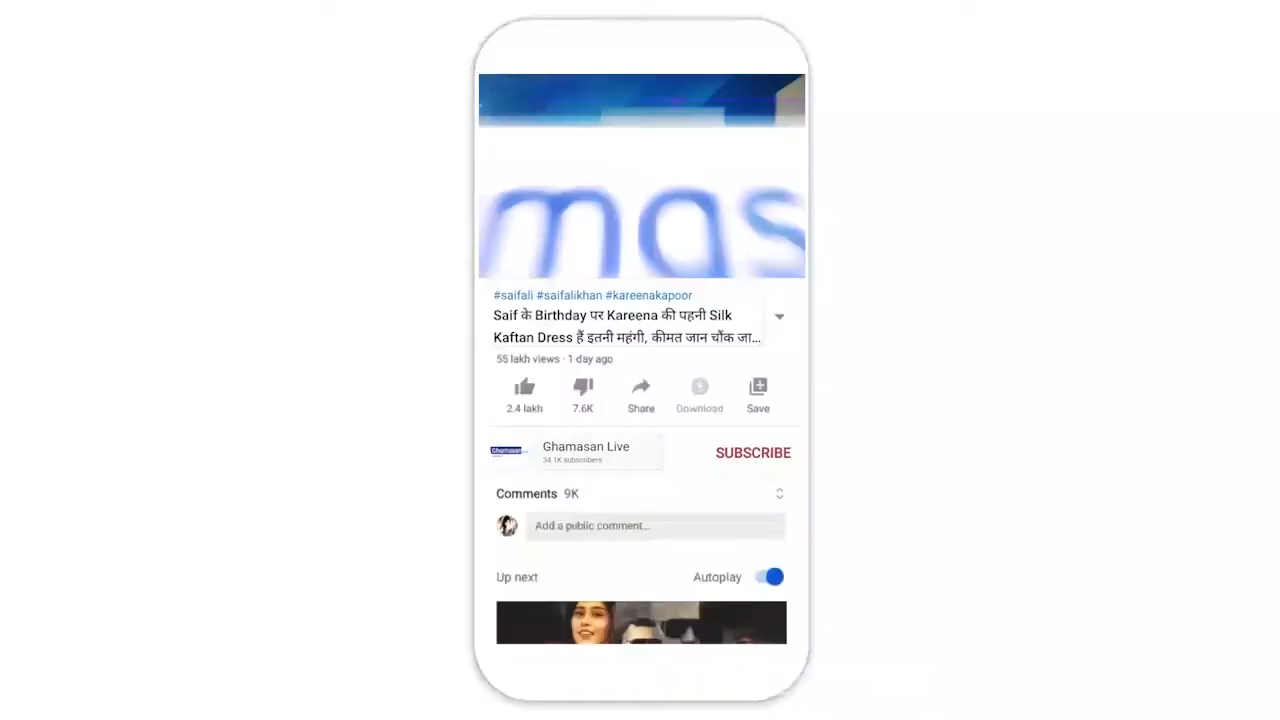 mas
#saifali #saifalikhan #kareenakapoor
Saif के Birthday पर Kareena की पहनी Silk
Kaftan Dress हैं इतनी महंगी, कीमत जान चौंक जा...
55 lakh views · 1 day ago
2.4 lakh 7.6K Share Download Save
Ghamasan
Ghamasan Live
SUBSCRIBE
34.1K subscribers
Comments 9K
Add a public comment...
Up next Autoplay